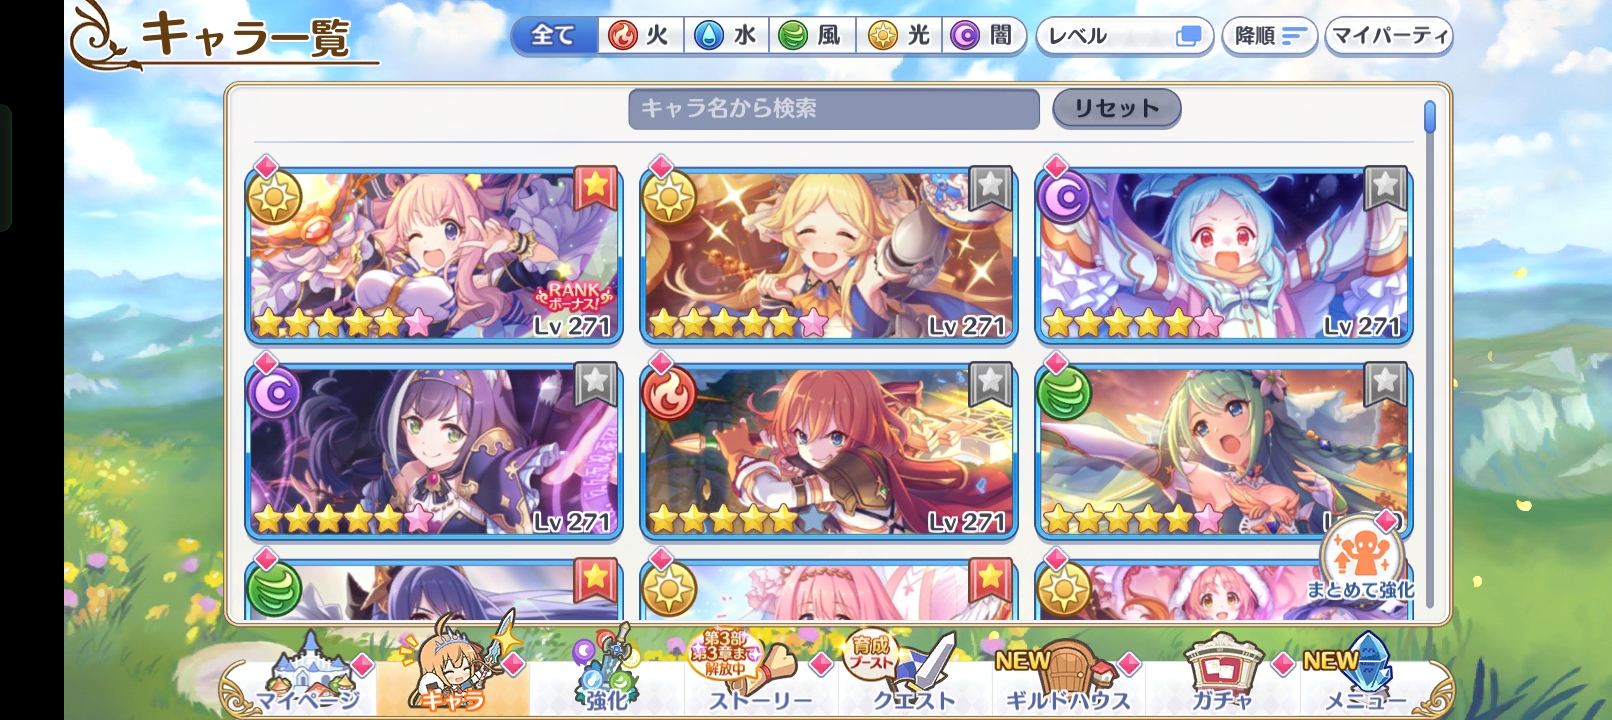 キャラ一覧
全て 火 水 風 光 闇 レベル 降順 マイパーティ
キャラ名から検索 リセット
RANK
ボーナス!
Lv 271 Lv 271 Lv 271
Lv 271 Lv 271
まとめて強化
第3部
第3章まで
解放中
育成
ブースト
NEW NEW
マイページ キャラ 強化 ストーリー クエスト ギルドハウス ガチャ メニュー